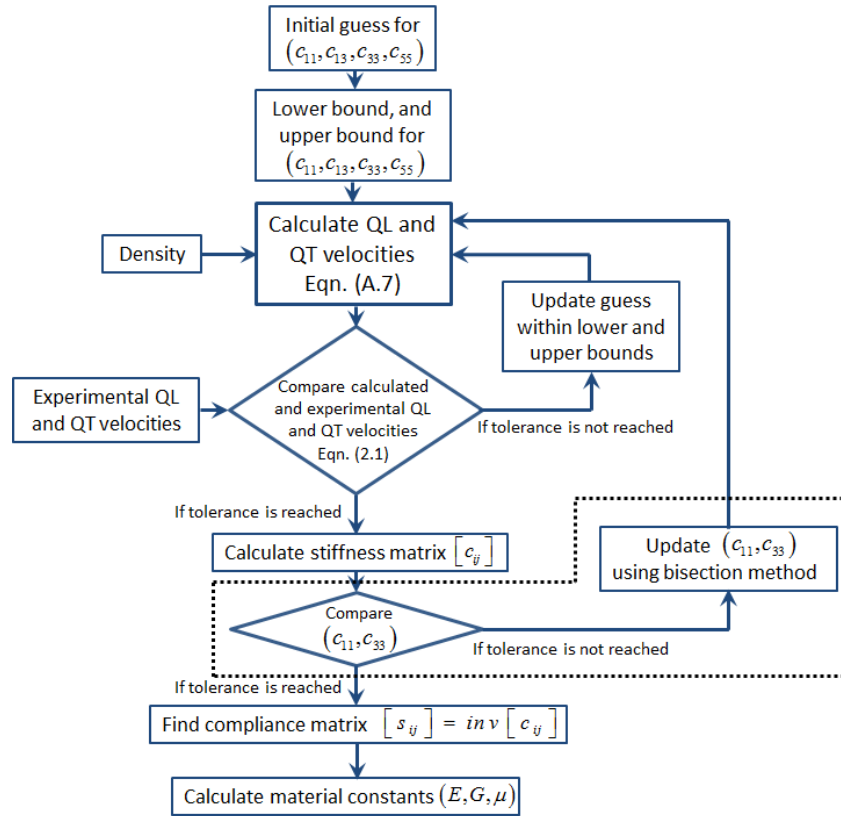 Initial guess for
(c₁₁, c₁₃, c₃₃, c₅₅)
Lower bound, and
upper bound for
(c₁₁, c₁₃, c₃₃, c₅₅)
Density
Calculate QL and
QT velocities
Eqn. (A.7)
Update guess
within lower and
upper bounds
Experimental QL
and QT velocities
Compare calculated
and experimental QL
and QT velocities
Eqn. (2.1)
If tolerance is not reached
If tolerance is reached
Calculate stiffness matrix [c_ij]
Update (c₁₁, c₃₃)
using bisection method
Compare
(c₁₁, c₃₃)
If tolerance is not reached
If tolerance is reached
Find compliance matrix [s_ij] = inv [c_ij]
Calculate material constants (E, G, μ)